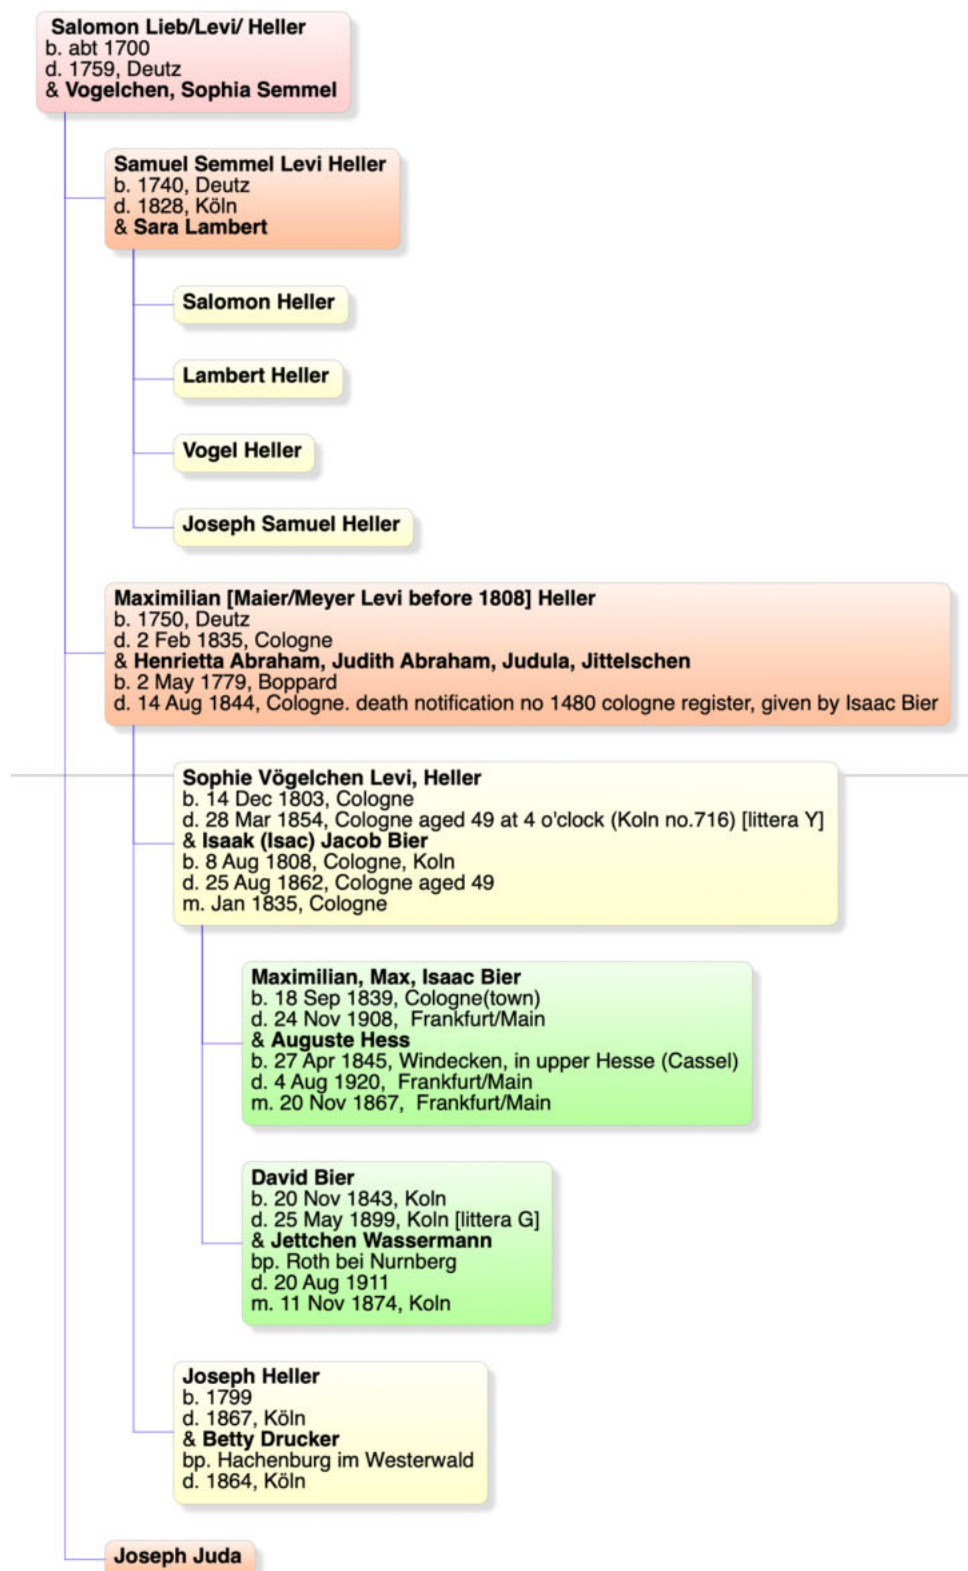 Salomon Lieb/Levi/ Heller
b. abt 1700
d. 1759, Deutz
& Vogelchen, Sophia Semmel
Samuel Semmel Levi Heller
b. 1740, Deutz
d. 1828, Köln
& Sara Lambert
Salomon Heller
Lambert Heller
Vogel Heller
Joseph Samuel Heller
Maximilian [Maier/Meyer Levi before 1808] Heller
b. 1750, Deutz
d. 2 Feb 1835, Cologne
& Henrietta Abraham, Judith Abraham, Judula, Jittelschen
b. 2 May 1779, Boppard
d. 14 Aug 1844, Cologne. death notification no 1480 cologne register, given by Isaac Bier
Sophie Vögelchen Levi, Heller
b. 14 Dec 1803, Cologne
d. 28 Mar 1854, Cologne aged 49 at 4 o'clock (Koln no.716) [littera Y]
& Isaak (Isac) Jacob Bier
b. 8 Aug 1808, Cologne, Koln
d. 25 Aug 1862, Cologne aged 49
m. Jan 1835, Cologne
Maximilian, Max, Isaac Bier
b. 18 Sep 1839, Cologne(town)
d. 24 Nov 1908, Frankfurt/Main
& Auguste Hess
b. 27 Apr 1845, Windecken, in upper Hesse (Cassel)
d. 4 Aug 1920, Frankfurt/Main
m. 20 Nov 1867, Frankfurt/Main
David Bier
b. 20 Nov 1843, Koln
d. 25 May 1899, Koln [littera G]
& Jettchen Wassermann
bp. Roth bei Nurnberg
d. 20 Aug 1911
m. 11 Nov 1874, Koln
Joseph Heller
b. 1799
d. 1867, Köln
& Betty Drucker
bp. Hachenburg im Westerwald
d. 1864, Köln
Joseph Juda